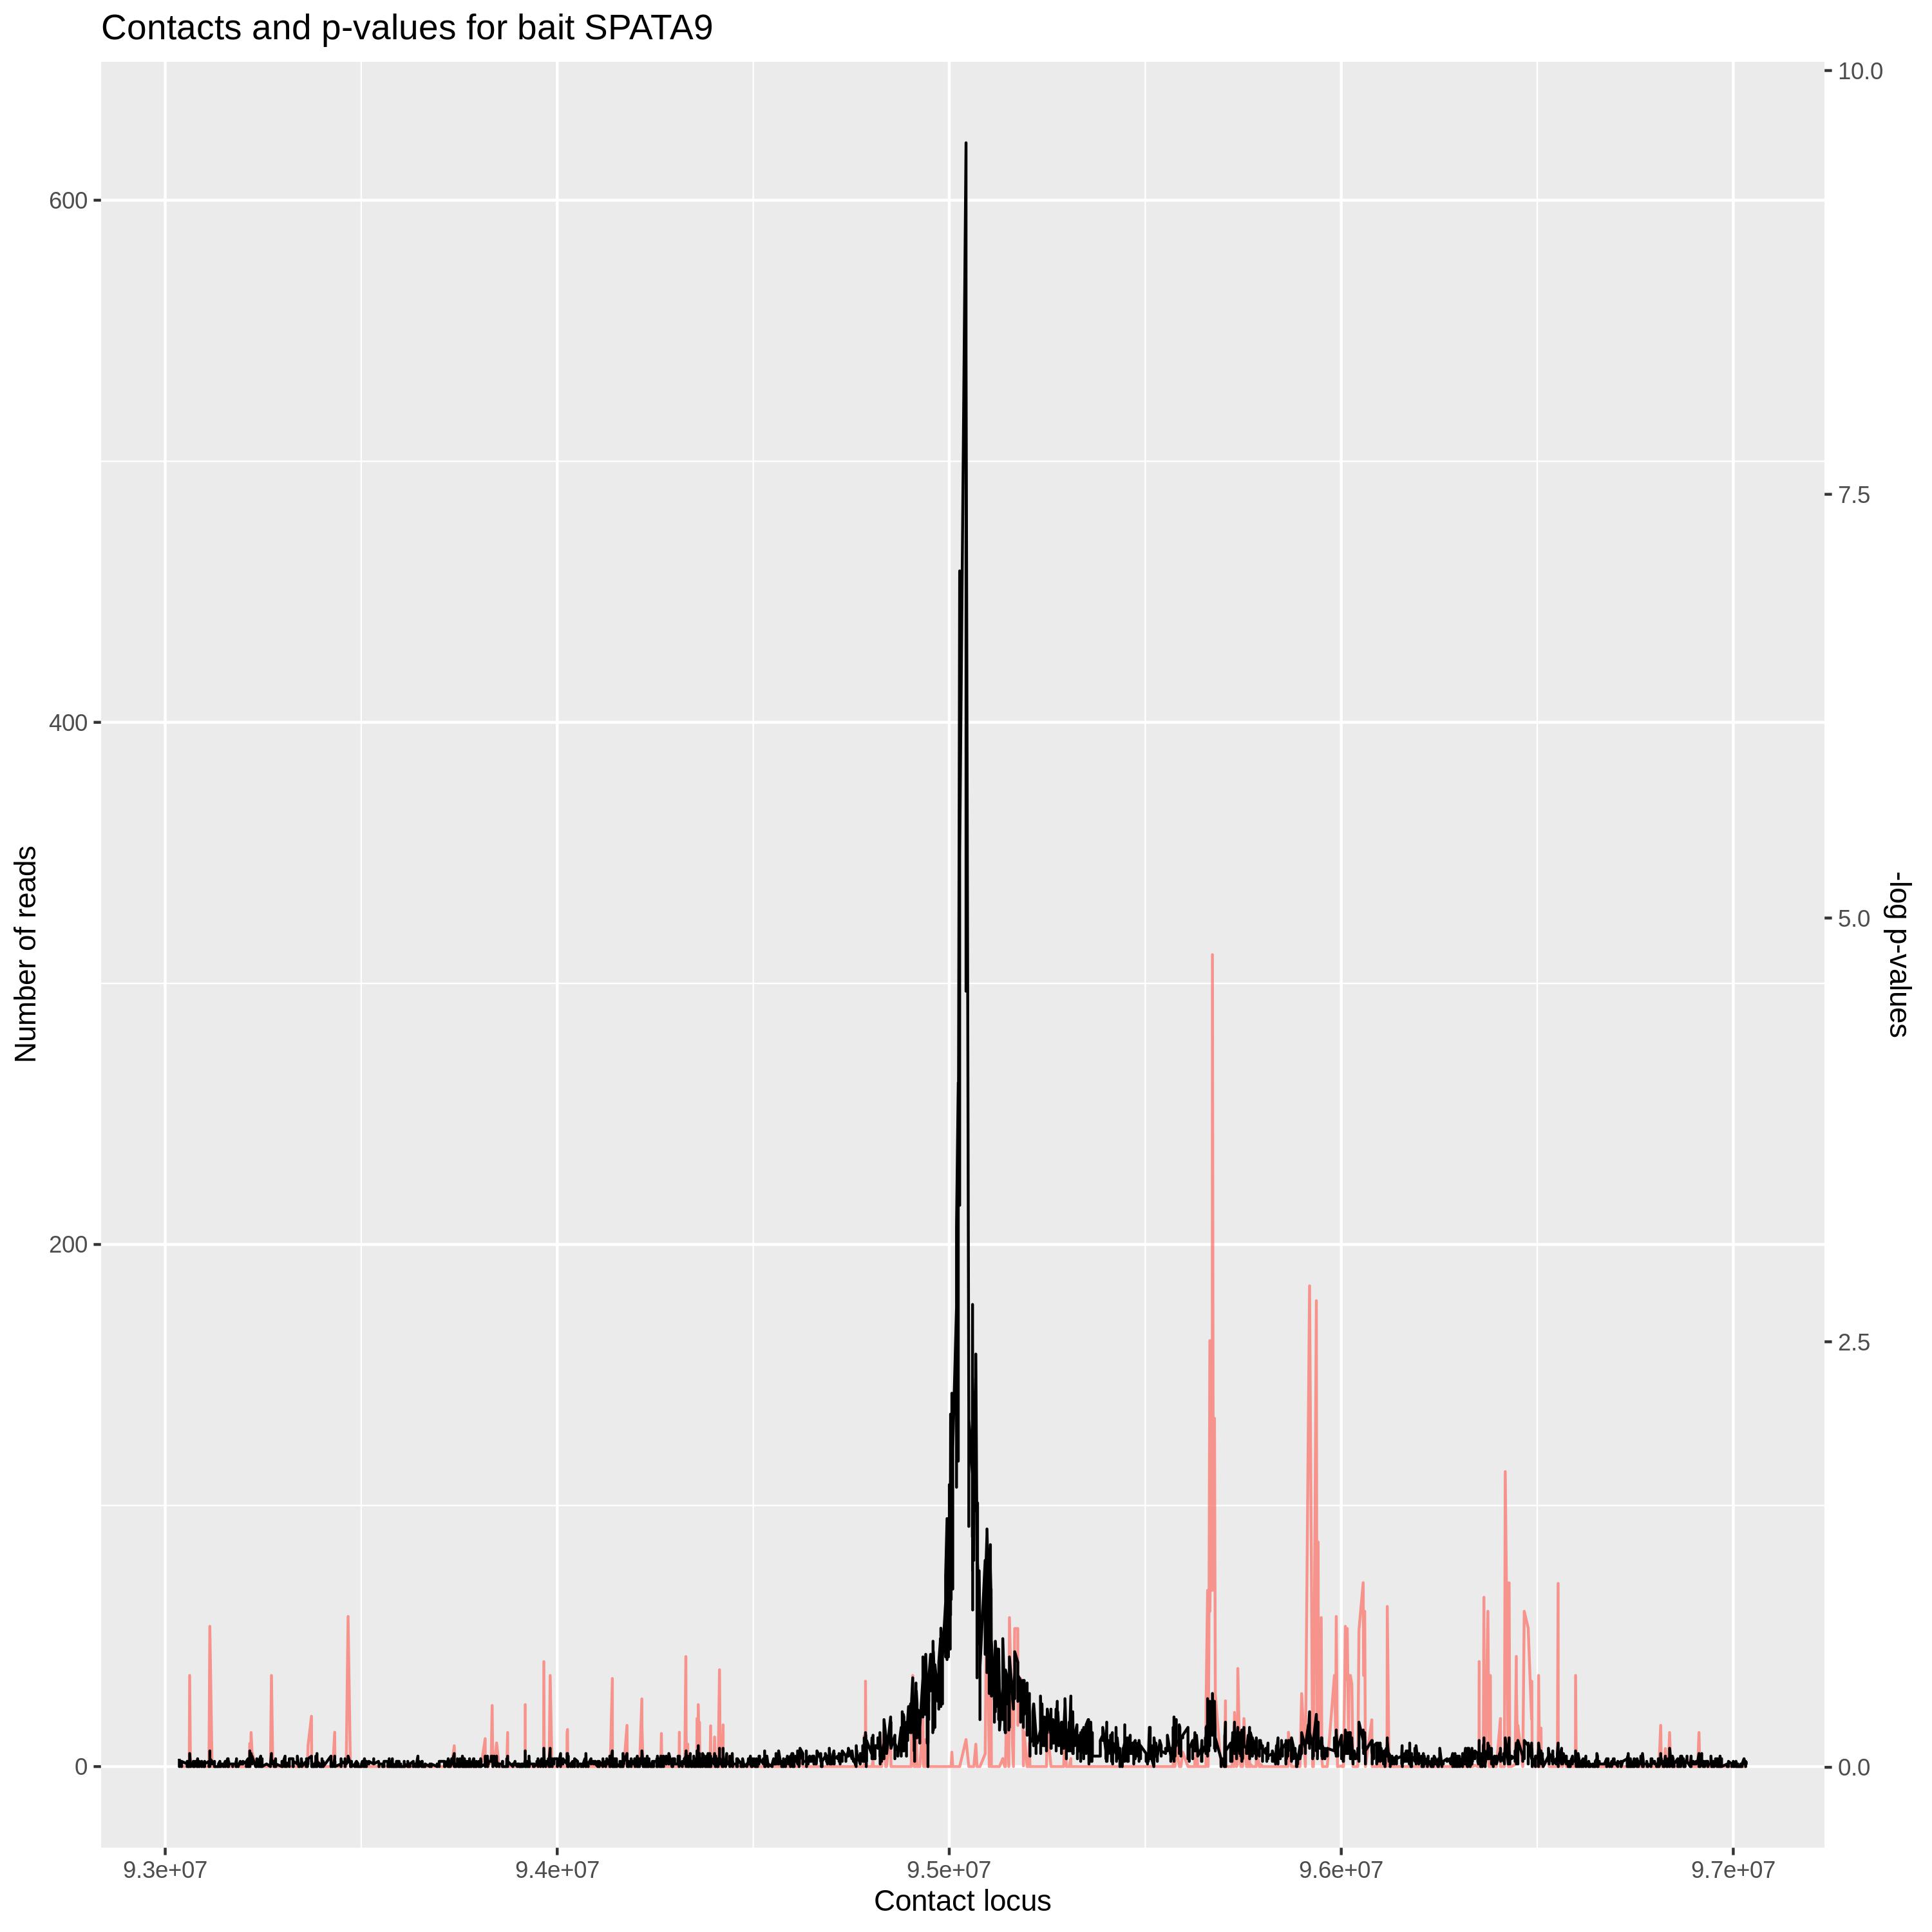 Contacts and p-values for bait SPATA9
Number of reads
600
400
200
0
10.0
7.5
5.0
2.5
0.0
-log p-values
9.3e+07 9.4e+07 9.5e+07 9.6e+07 9.7e+07
Contact locus